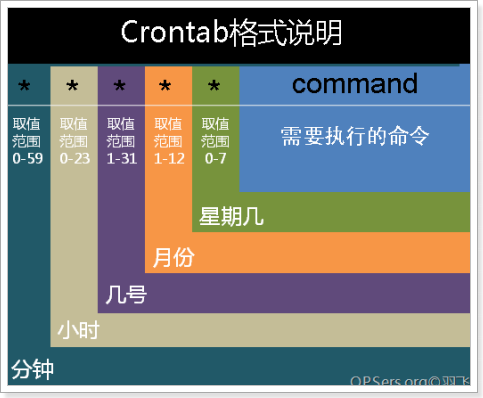 Crontab格式说明
* * * * * command
取值 取值 取值 取值 取值
范围 范围 范围 范围 范围
0-59 0-23 1-31 1-12 0-7
需要执行的命令
星期几
月份
几号
小时
分钟
OPSers.org©羽飞